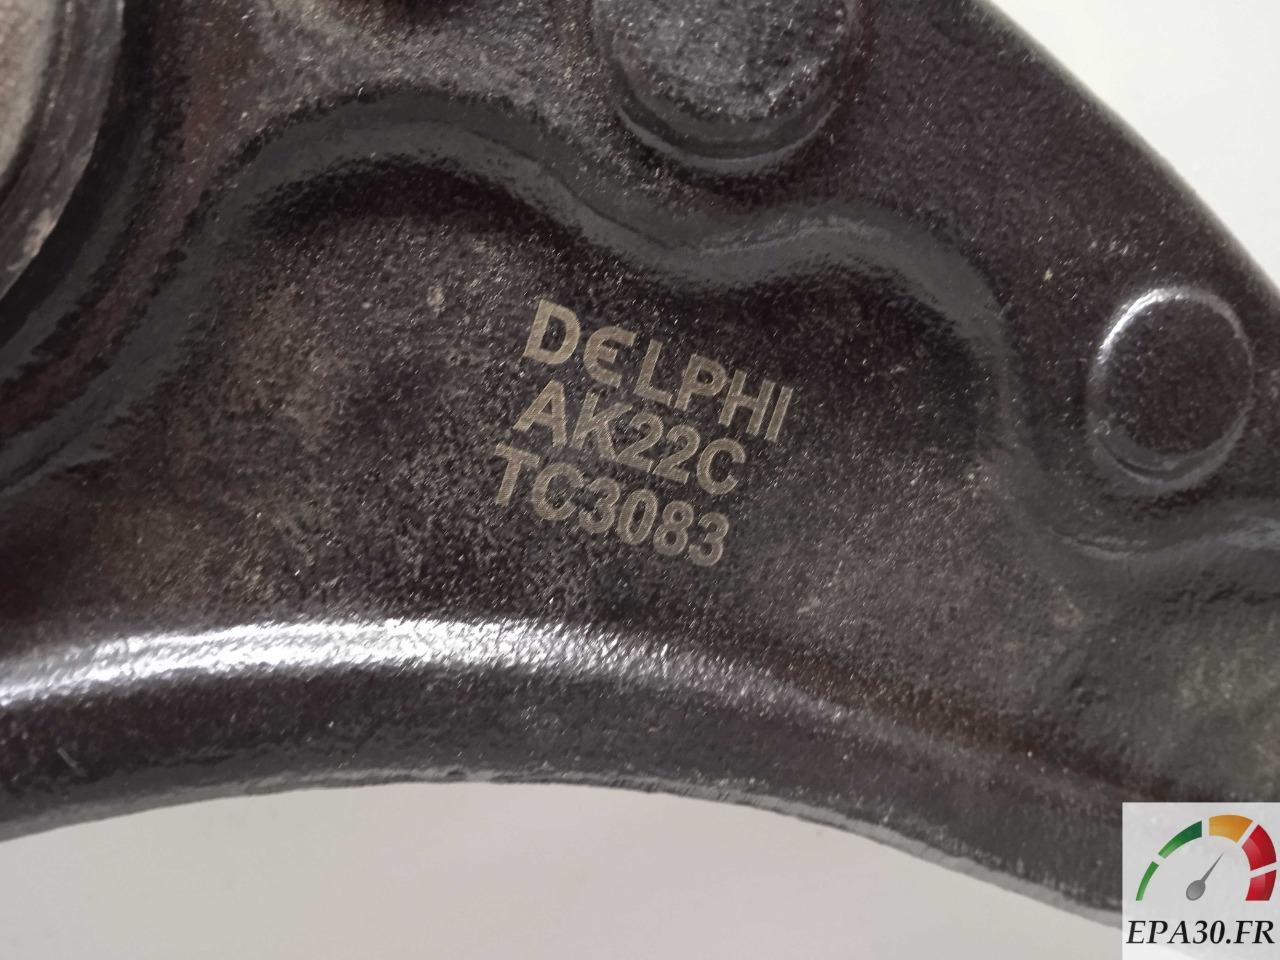 DELPHI
AK22C
TC3083
EPA30.FR